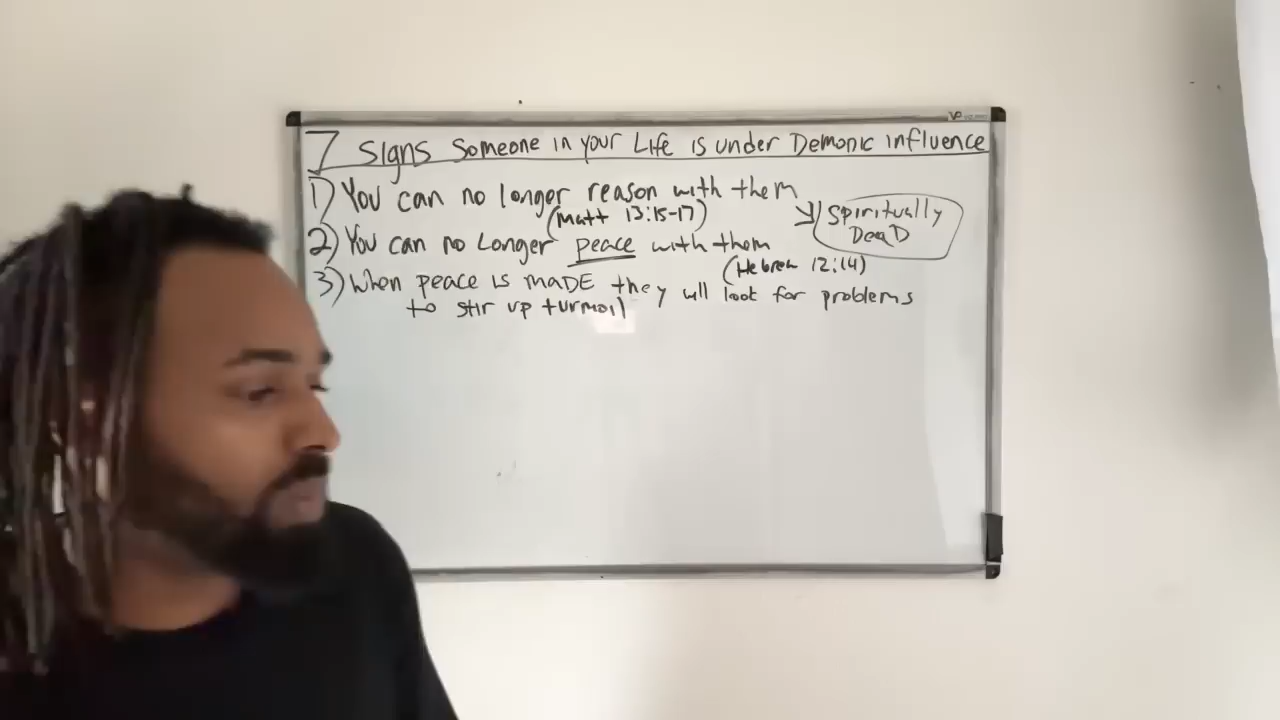 7 Signs Someone in your Life is under Demonic influence
1) You can no longer reason with them
(Matt 13:15-17)
Spiritually
DeaD
2) You can no Longer peace with them
(Hebrew 12:14)
3) When peace is maDE they will look for problems
to stir up turmoil